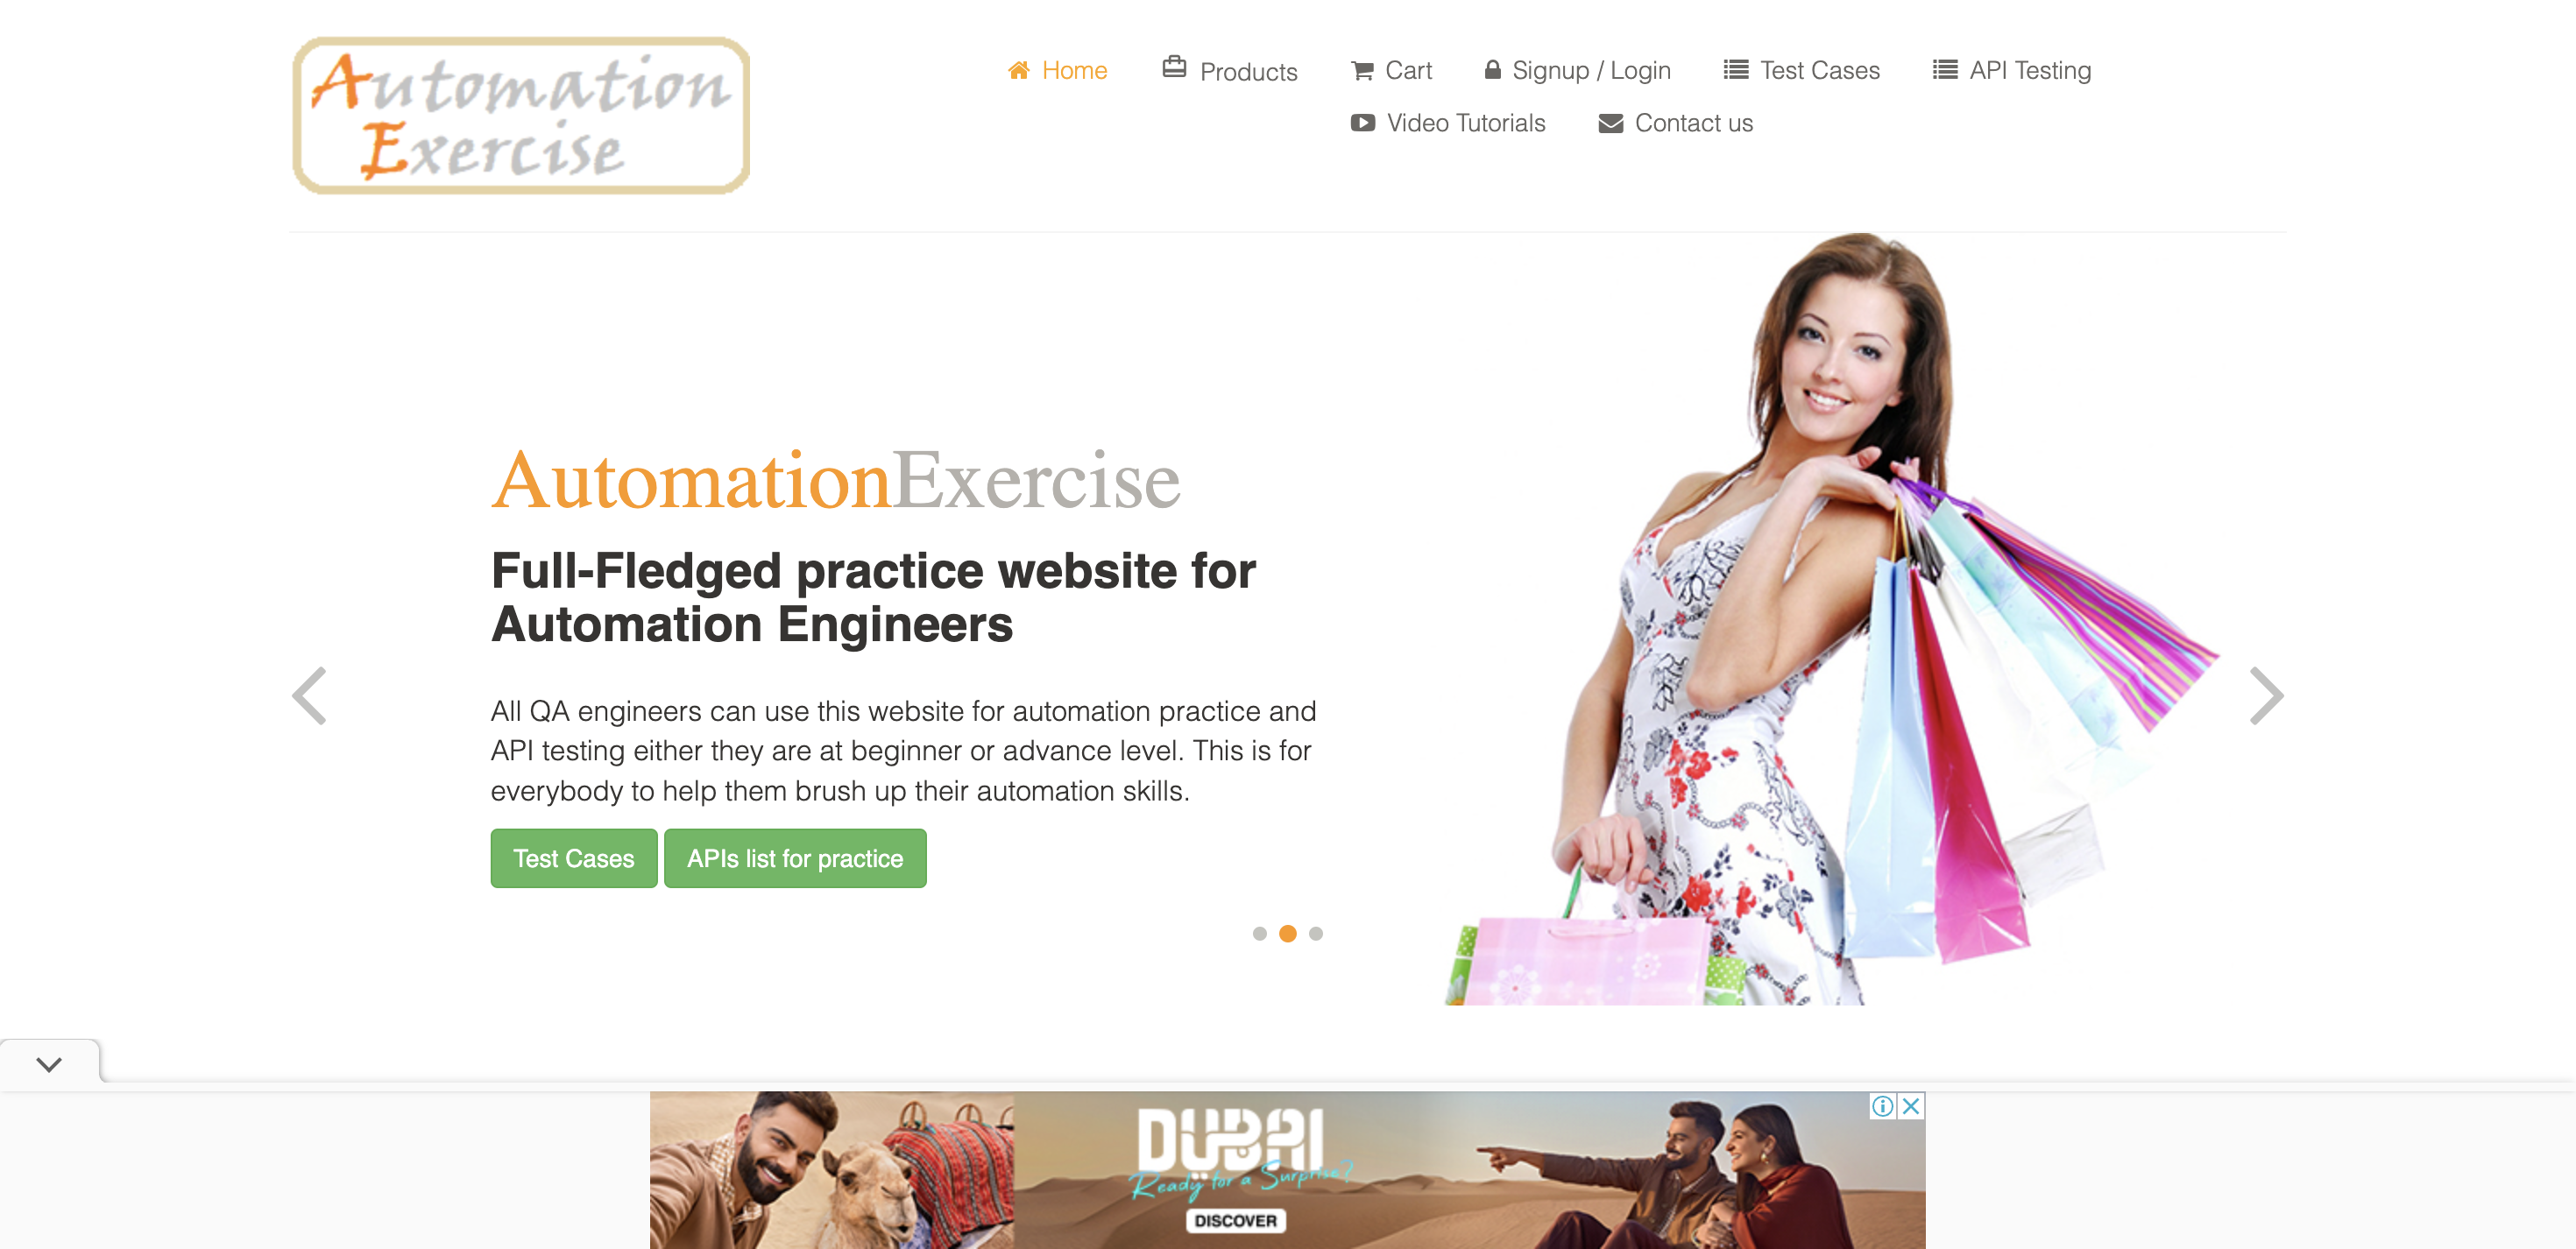 Automation
Exercise
Home Products Cart Signup / Login Test Cases API Testing
Video Tutorials Contact us
AutomationExercise
Full-Fledged practice website for
Automation Engineers
All QA engineers can use this website for automation practice and
API testing either they are at beginner or advance level. This is for
everybody to help them brush up their automation skills.
Test Cases APIs list for practice
DUBAI
Ready for a Surprise?
DISCOVER